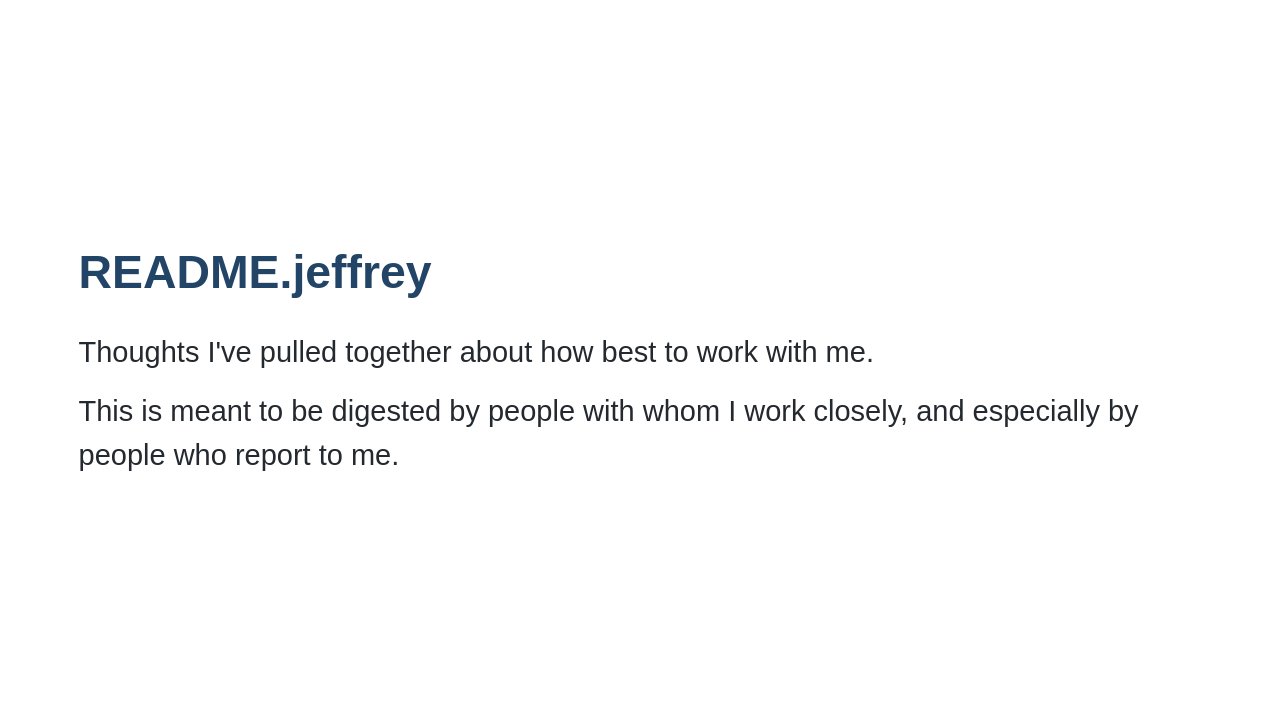 README.jeffrey
Thoughts I've pulled together about how best to work with me.
This is meant to be digested by people with whom I work closely, and especially by
people who report to me.